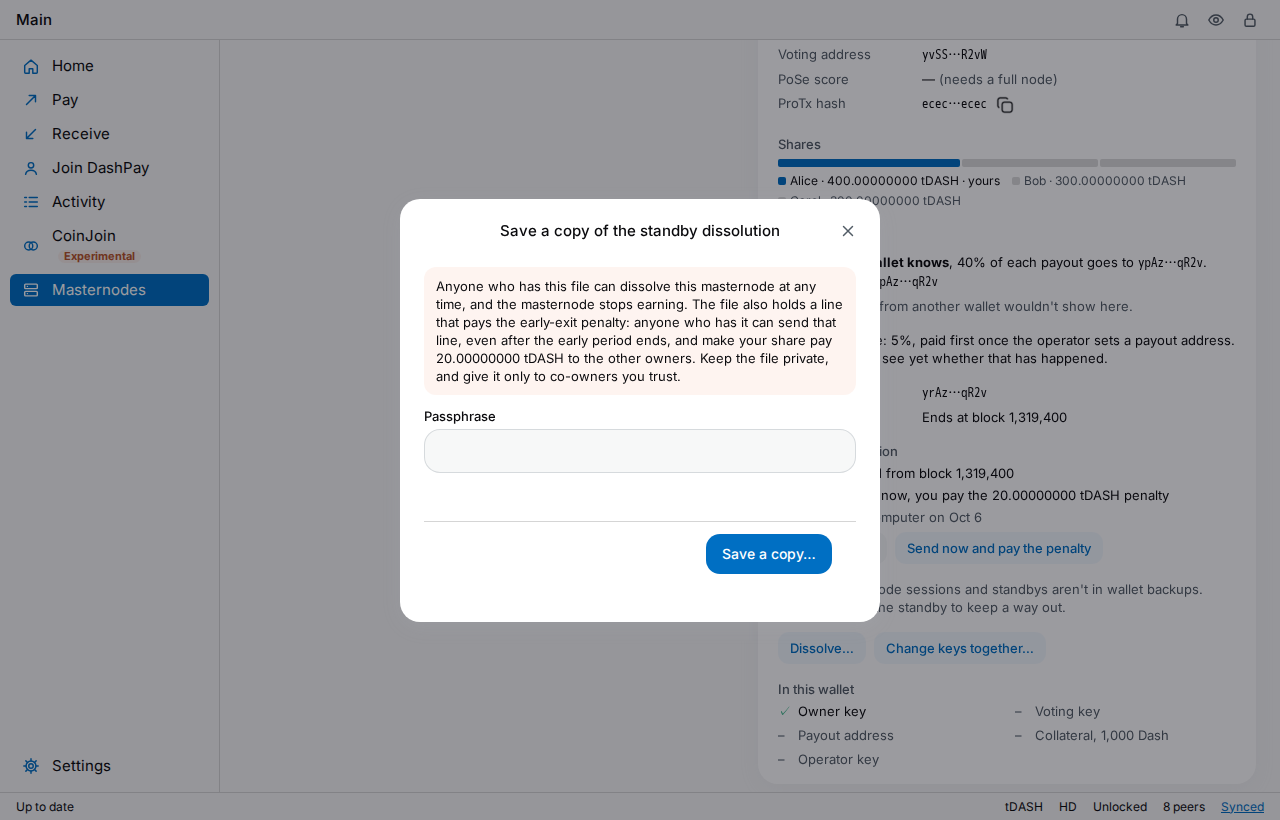 Main
Home
Pay
Receive
Join DashPay
Activity
CoinJoin
Experimental
Masternodes
Settings
Voting address yvSS···R2vW
PoSe score — (needs a full node)
ProTx hash ecec···ecec
Shares
Alice · 400.00000000 tDASH · yours Bob · 300.00000000 tDASH
00000000 tDASH
knows, 40% of each payout goes to ypAz···qR2v.
pAz···qR2v
from another wallet wouldn't show here.
5%, paid first once the operator sets a payout address.
see yet whether that has happened.
yrAz···qR2v
Ends at block 1,319,400
from block 1,319,400
now, you pay the 20.00000000 tDASH penalty
on Oct 6
Send now and pay the penalty
sessions and standbys aren't in wallet backups.
standby to keep a way out.
Dissolve... Change keys together...
In this wallet
✓ Owner key – Voting key
– Payout address – Collateral, 1,000 Dash
– Operator key
Save a copy of the standby dissolution
Anyone who has this file can dissolve this masternode at any
time, and the masternode stops earning. The file also holds a line
that pays the early-exit penalty: anyone who has it can send that
line, even after the early period ends, and make your share pay
20.00000000 tDASH to the other owners. Keep the file private,
and give it only to co-owners you trust.
Passphrase
Save a copy...
Up to date tDASH HD Unlocked 8 peers Synced